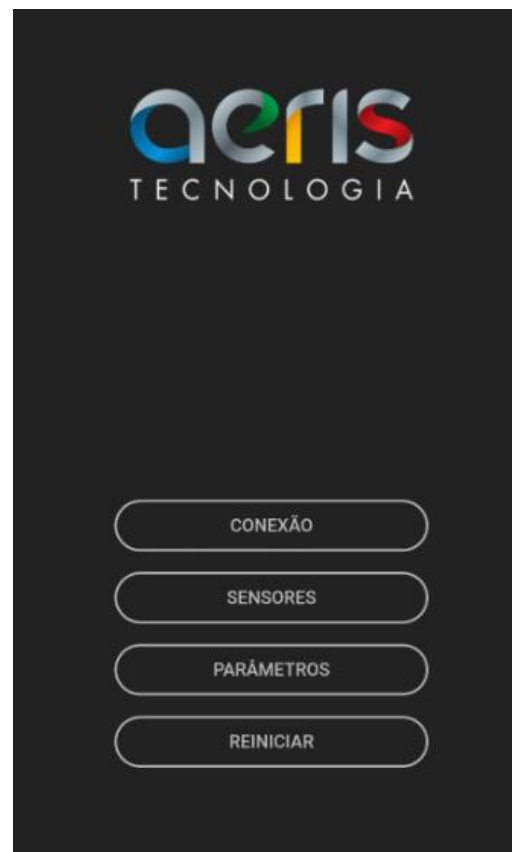 aeris
TECNOLOGIA
CONEXÃO
SENSORES
PARÂMETROS
REINICIAR